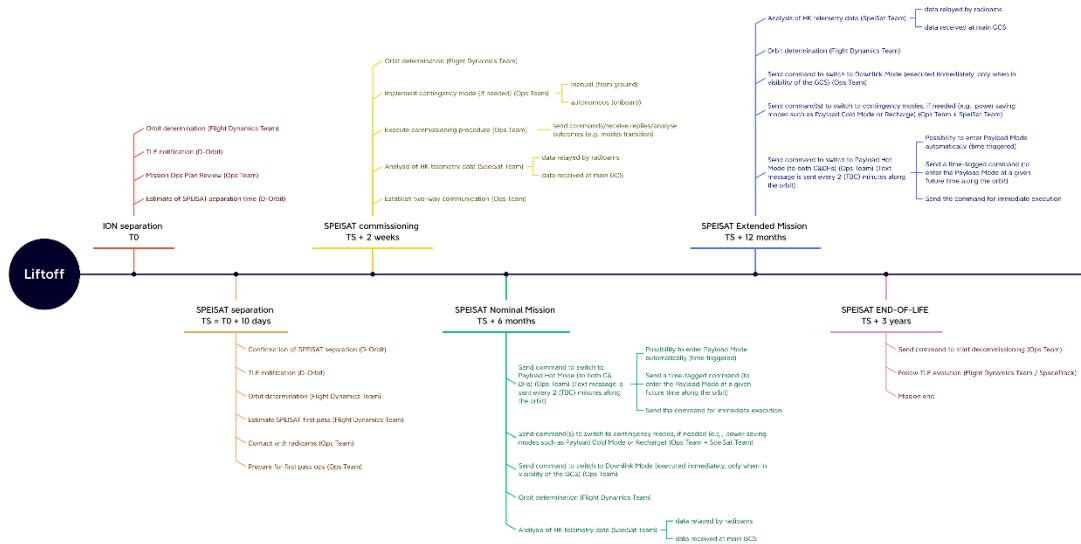 Liftoff
Orbit determination (Flight Dynamics Team)
TLE notification (D-Orbit)
Mission Ops Plan Review (Ops Team)
Estimate of SPEISAT separation time (D-Orbit)
ION separation
T0
SPEISAT separation
TS = T0 + 10 days
Confirmation of SPEISAT separation (D-Orbit)
TLE notification (D-Orbit)
Orbit determination (Flight Dynamics Team)
Estimate SPEISAT first pass (Flight Dynamics Team)
Contact with radioams (Ops Team)
Prepare for first pass ops (Ops Team)
Orbit determination (Flight Dynamics Team)
Implement contingency mode (if needed) (Ops Team)
manual (from ground)
autonomous (onboard)
Execute commissioning procedure (Ops Team)
send commands/receive replies/analyse
outcomes (e.g. modes transition)
Analysis of HK telemetry data (SpeiSat Team)
data relayed by radioams
data received at main GCS
Establish two-way communication (Ops Team)
SPEISAT commissioning
TS + 2 weeks
SPEISAT Nominal Mission
TS + 6 months
Send command to switch to
Payload Hot Mode (to both C&
DHs) (Ops Team) (Text message is
sent every 2 (TBC) minutes along
the orbit)
Possibility to enter Payload Mode
automatically (time triggered)
Send a time-tagged command (to
enter the Payload Mode at a given
future time along the orbit)
Send the command for immediate execution
Send command(s) to switch to contingency modes, if needed (e.g., power saving
modes such as Payload Cold Mode or Recharge) (Ops Team + SpeiSat Team)
Send command to switch to Downlink Mode (executed immediately, only when in
visibility of the GCS) (Ops Team)
Orbit determination (Flight Dynamics Team)
Analysis of HK telemetry data (SpeiSat Team)
data relayed by radioams
data received at main GCS
Analysis of HK telemetry data (SpeiSat Team)
data relayed by radioams
data received at main GCS
Orbit determination (Flight Dynamics Team)
Send command to switch to Downlink Mode (executed immediately, only when in
visibility of the GCS) (Ops Team)
Send command(s) to switch to contingency modes, if needed (e.g., power saving
modes such as Payload Cold Mode or Recharge) (Ops Team + SpeiSat Team)
Send command to switch to Payload Hot
Mode (to both C&DHs) (Ops Team) (Text
message is sent every 2 (TBC) minutes along
the orbit)
Possibility to enter Payload Mode
automatically (time triggered)
Send a time-tagged command (to
enter the Payload Mode at a given
future time along the orbit)
Send the command for immediate execution
SPEISAT Extended Mission
TS + 12 months
SPEISAT END-OF-LIFE
TS + 3 years
Send command to start decommissioning (Ops Team)
Follow TLE evolution (Flight Dynamics Team / SpaceTrack)
Mission end